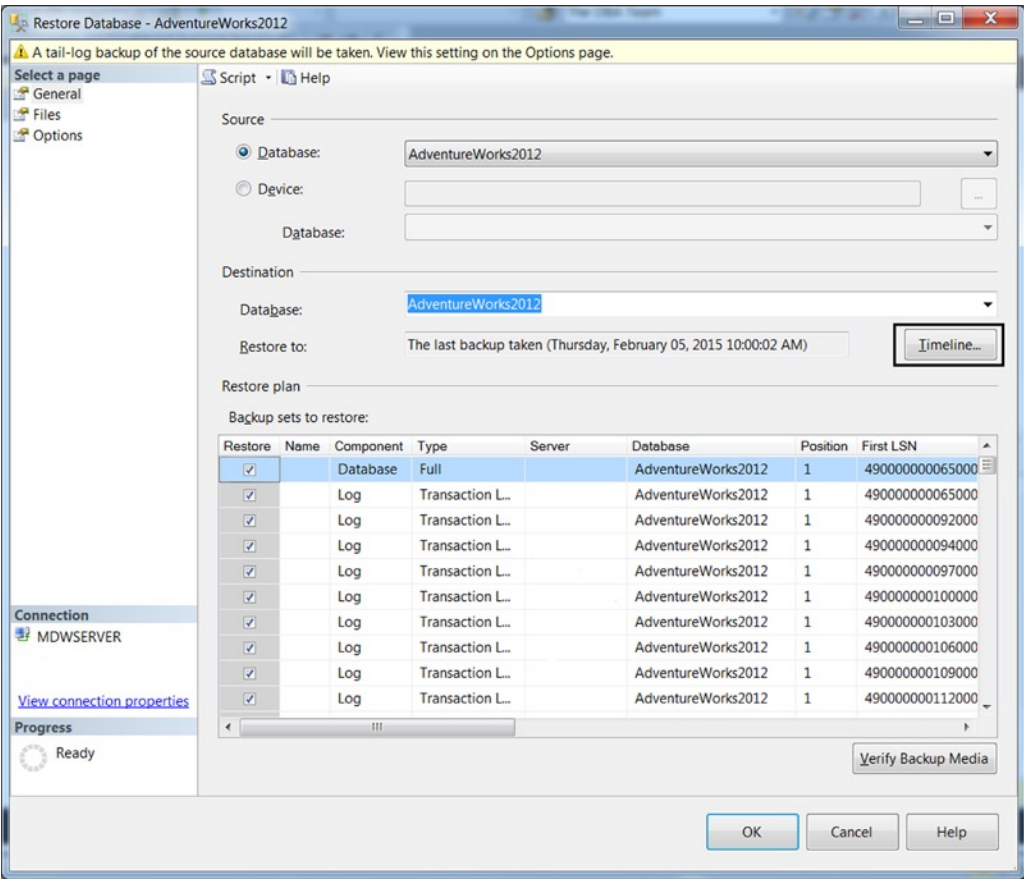 Restore Database - AdventureWorks2012
A tail-log backup of the source database will be taken. View this setting on the Options page.
Select a page
General
Files
Options
Script Help
Source
Database: AdventureWorks2012
Device: ...
Database:
Destination
Database: AdventureWorks2012
Restore to: The last backup taken (Thursday, February 05, 2015 10:00:02 AM) Timeline...
Restore plan
Backup sets to restore:
Restore Name Component Type Server Database Position First LSN
Database Full AdventureWorks2012 1 490000000065000
Log Transaction L... AdventureWorks2012 1 490000000065000
Log Transaction L... AdventureWorks2012 1 490000000092000
Log Transaction L... AdventureWorks2012 1 490000000094000
Log Transaction L... AdventureWorks2012 1 490000000097000
Log Transaction L... AdventureWorks2012 1 490000000100000
Log Transaction L... AdventureWorks2012 1 490000000103000
Log Transaction L... AdventureWorks2012 1 490000000106000
Log Transaction L... AdventureWorks2012 1 490000000109000
Log Transaction L... AdventureWorks2012 1 490000000112000
Connection
MDWSERVER
View connection properties
Progress
Ready
Verify Backup Media
OK Cancel Help